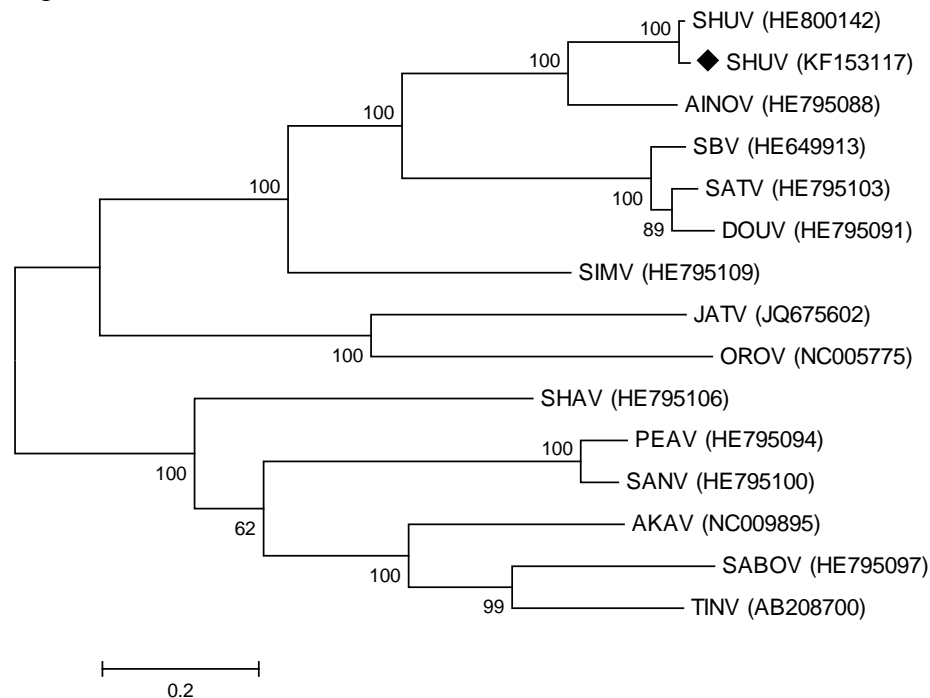 SHUV (HE800142)
100
SHUV (KF153117)
100
AINOV (HE795088)
100
SBV (HE649913)
100
SATV (HE795103)
100
89
DOUV (HE795091)
SIMV (HE795109)
JATV (JQ675602)
100
OROV (NC005775)
SHAV (HE795106)
100
PEAV (HE795094)
100
SANV (HE795100)
62
AKAV (NC009895)
100
SABOV (HE795097)
99
TINV (AB208700)
0.2